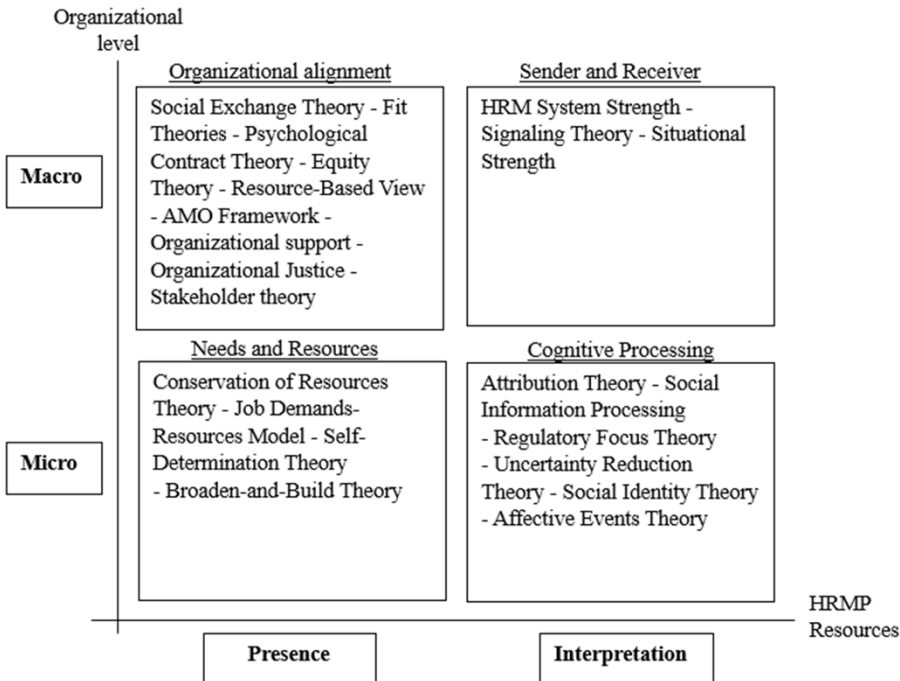 Organizational
level
Organizational alignment
Social Exchange Theory - Fit
Theories - Psychological
Contract Theory - Equity
Theory - Resource-Based View
- AMO Framework -
Organizational support -
Organizational Justice -
Stakeholder theory
Sender and Receiver
HRM System Strength -
Signaling Theory - Situational
Strength
Macro
Needs and Resources
Conservation of Resources
Theory - Job Demands-
Resources Model - Self-
Determination Theory
- Broaden-and-Build Theory
Cognitive Processing
Attribution Theory - Social
Information Processing
- Regulatory Focus Theory
- Uncertainty Reduction
Theory - Social Identity Theory
- Affective Events Theory
Micro
HRMP
Resources
Presence
Interpretation